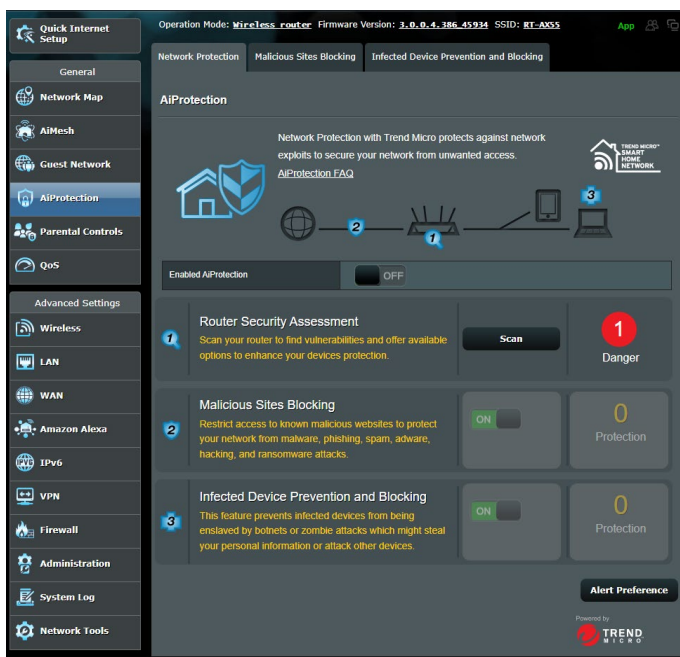 Quick Internet
Setup
Operation Mode: Wireless router Firmware Version: 3.0.0.4.386_45934 SSID: RT-AX55
App
General
Network Map
AiMesh
Guest Network
AiProtection
Parental Controls
QoS
Advanced Settings
Wireless
LAN
WAN
Amazon Alexa
IPv6
VPN
Firewall
Administration
System Log
Network Tools
Network Protection
Malicious Sites Blocking
Infected Device Prevention and Blocking
AiProtection
Network Protection with Trend Micro protects against network
exploits to secure your network from unwanted access.
AiProtection FAQ
TREND MICRO™
SMART
HOME
NETWORK
3
2
1
Enabled AiProtection
OFF
1
Router Security Assessment
Scan your router to find vulnerabilities and offer available
options to enhance your devices protection.
Scan
1
Danger
2
Malicious Sites Blocking
Restrict access to known malicious websites to protect
your network from malware, phishing, spam, adware,
hacking, and ransomware attacks.
ON
0
Protection
3
Infected Device Prevention and Blocking
This feature prevents infected devices from being
enslaved by botnets or zombie attacks which might steal
your personal information or attack other devices.
ON
0
Protection
Alert Preference
Powered by
TREND
MICRO